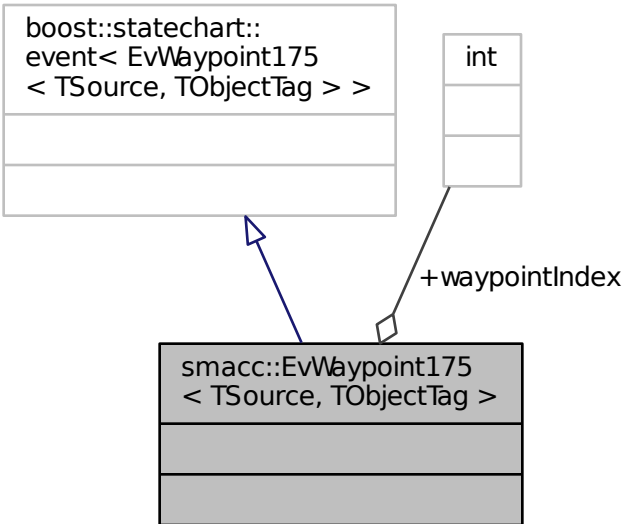 boost::statechart::
event< EvWaypoint175
< TSource, TObjectTag > >
int
+waypointIndex
smacc::EvWaypoint175
< TSource, TObjectTag >